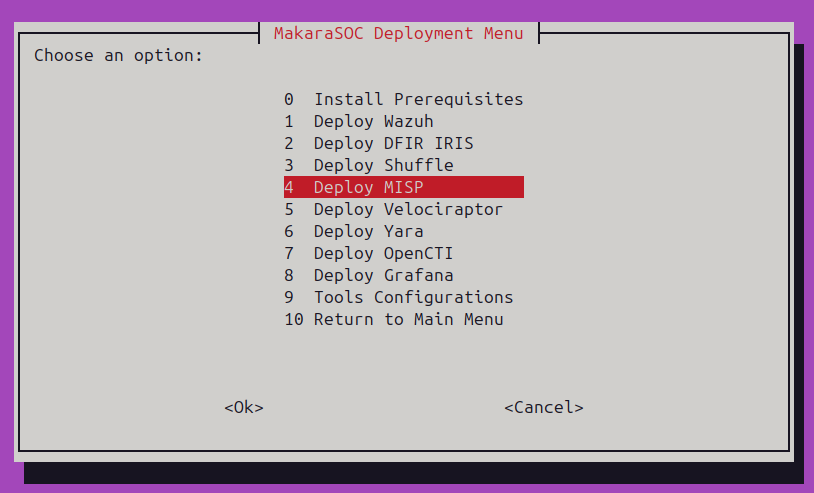 MakaraSOC Deployment Menu
Choose an option:
0 Install Prerequisites
1 Deploy Wazuh
2 Deploy DFIR IRIS
3 Deploy Shuffle
4 Deploy MISP
5 Deploy Velociraptor
6 Deploy Yara
7 Deploy OpenCTI
8 Deploy Grafana
9 Tools Configurations
10 Return to Main Menu
<Ok> <Cancel>